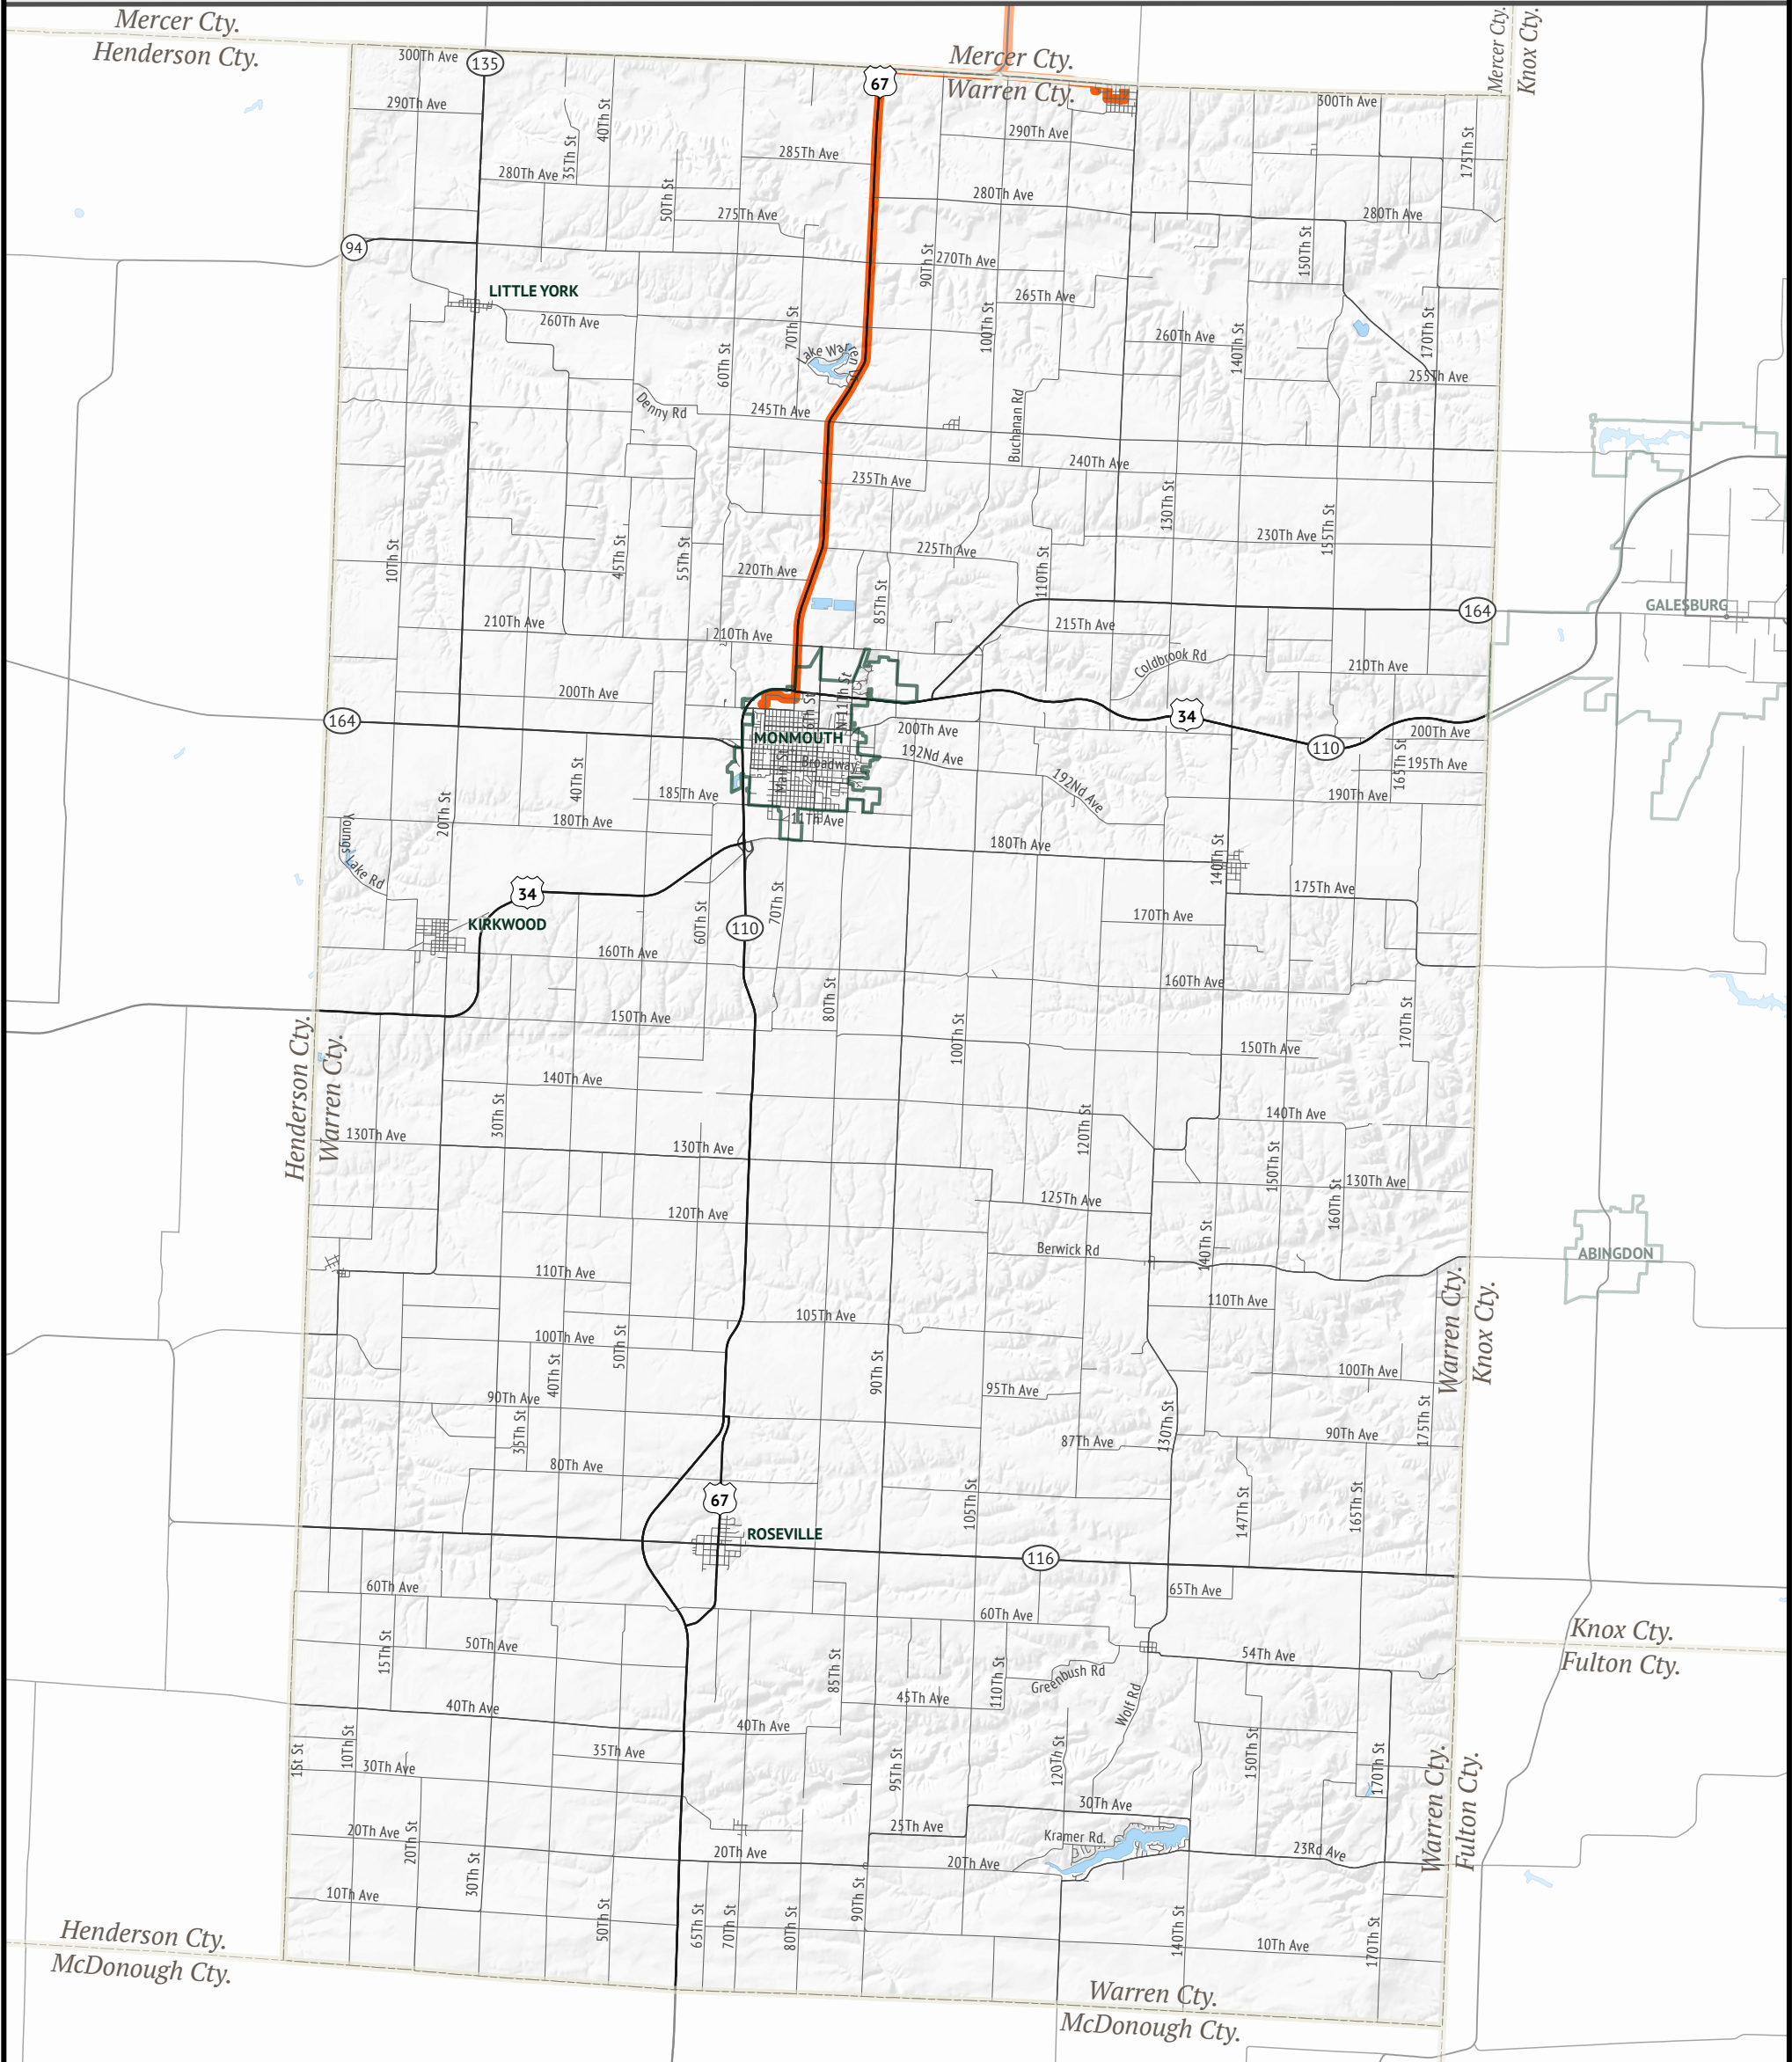 Mercer Cty.
Henderson Cty.
Mercer Cty.
Warren Cty.
Mercer Cty.
Knox Cty.
300Th Ave
135
67
290Th Ave
40Th St
35Th St
300Th Ave
290Th Ave
175Th St
285Th Ave
280Th Ave
50Th St
280Th Ave
275Th Ave
280Th Ave
94
90Th St
270Th Ave
150Th St
LITTLE YORK
265Th Ave
260Th Ave
70Th St
100Th St
260Th Ave
140Th St
170Th St
60Th St
255Th Ave
Denny Rd
245Th Ave
Buchanan Rd
240Th Ave
235Th Ave
130Th St
155Th St
230Th Ave
10Th St
45Th St
55Th St
225Th Ave
220Th Ave
110Th St
85Th St
GALESBURG
164
210Th Ave
210Th Ave
215Th Ave
Coldbrook Rd
210Th Ave
200Th Ave
N 11Th St
34
164
200Th Ave
200Th Ave
MONMOUTH
110
192Nd Ave
Broadway
Main St
195Th Ave
165Th St
40Th St
185Th Ave
192Nd Ave
190Th Ave
20Th St
180Th Ave
11Th Ave
180Th Ave
Youngs
Lake Rd
140Th St
34
175Th Ave
70Th St
60Th St
170Th Ave
KIRKWOOD
110
160Th Ave
160Th Ave
80Th St
150Th Ave
100Th St
170Th St
Henderson Cty.
Warren Cty.
150Th Ave
140Th Ave
30Th St
120Th St
140Th Ave
130Th Ave
130Th Ave
150Th St
130Th Ave
160Th St
125Th Ave
120Th Ave
140Th St
Berwick Rd
ABINGDON
110Th Ave
110Th Ave
Warren Cty.
Knox Cty.
105Th Ave
100Th Ave
50Th St
40Th St
90Th St
100Th Ave
90Th Ave
95Th Ave
35Th St
130Th St
175Th St
87Th Ave
90Th Ave
80Th Ave
67
105Th St
147Th St
165Th St
ROSEVILLE
116
60Th Ave
65Th Ave
60Th Ave
Knox Cty.
Fulton Cty.
15Th St
50Th Ave
85Th St
110Th St
Greenbush Rd
54Th Ave
Wolf Rd
45Th Ave
40Th Ave
40Th Ave
1St St
10Th St
35Th Ave
30Th Ave
95Th St
120Th St
150Th St
170Th St
Warren Cty.
Fulton Cty.
30Th Ave
25Th Ave
Kramer Rd.
20Th Ave
20Th St
20Th Ave
20Th Ave
23Rd Ave
30Th St
10Th Ave
50Th St
65Th St
70Th St
80Th St
90Th St
140Th St
170Th St
10Th Ave
Henderson Cty.
McDonough Cty.
Warren Cty.
McDonough Cty.